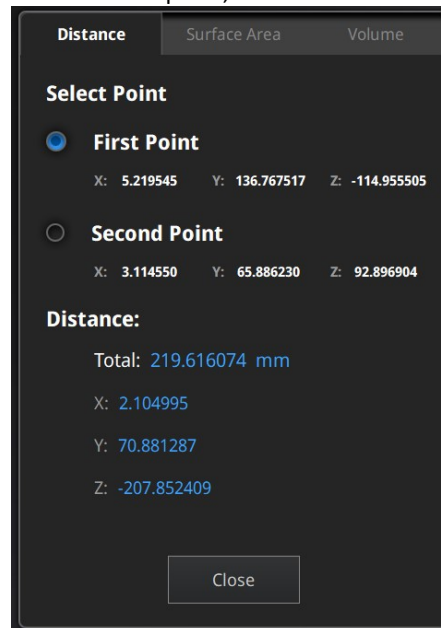 Distance Surface Area Volume
Select Point
First Point
X: 5.219545 Y: 136.767517 Z: -114.955505
Second Point
X: 3.114550 Y: 65.886230 Z: 92.896904
Distance:
Total: 219.616074 mm
X: 2.104995
Y: 70.881287
Z: -207.852409
Close